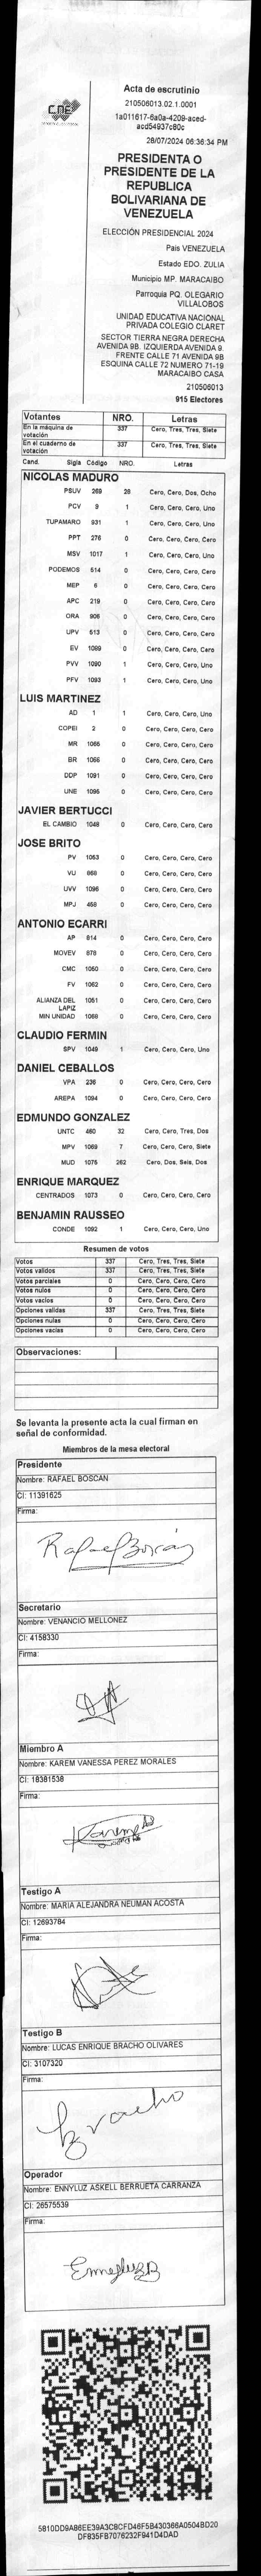 CNE
Acta de escrutinio
210506013.02.1.0001
1a011617-6a0a-4209-aced-
acd54937c80c
28/07/2024 06:36:34 PM
PRESIDENTA O
PRESIDENTE DE LA
REPUBLICA
BOLIVARIANA DE
VENEZUELA
ELECCIÓN PRESIDENCIAL 2024
Pais VENEZUELA
Estado EDO. ZULIA
Municipio MP. MARACAIBO
Parroquia PQ. OLEGARIO
VILLALOBOS
UNIDAD EDUCATIVA NACIONAL
PRIVADA COLEGIO CLARET
SECTOR TIERRA NEGRA DERECHA
AVENIDA 9B. IZQUIERDA AVENIDA 9.
FRENTE CALLE 71 AVENIDA 9B
ESQUINA CALLE 72 NUMERO 71-19
MARACAIBO CASA
210506013
915 Electores
Votantes NRO. Letras
En la máquina de votación 337 Cero, Tres, Tres, Siete
En el cuaderno de votación 337 Cero, Tres, Tres, Siete
Cand. Sigla Código NRO. Letras
NICOLAS MADURO
PSUV 269 28 Cero, Cero, Dos, Ocho
PCV 9 1 Cero, Cero, Cero, Uno
TUPAMARO 931 1 Cero, Cero, Cero, Uno
PPT 276 0 Cero, Cero, Cero, Cero
MSV 1017 1 Cero, Cero, Cero, Uno
PODEMOS 514 0 Cero, Cero, Cero, Cero
MEP 6 0 Cero, Cero, Cero, Cero
APC 219 0 Cero, Cero, Cero, Cero
ORA 906 0 Cero, Cero, Cero, Cero
UPV 513 0 Cero, Cero, Cero, Cero
EV 1089 0 Cero, Cero, Cero, Cero
PVV 1090 1 Cero, Cero, Cero, Uno
PFV 1093 1 Cero, Cero, Cero, Uno
LUIS MARTINEZ
AD 1 1 Cero, Cero, Cero, Uno
COPEI 2 0 Cero, Cero, Cero, Cero
MR 1065 0 Cero, Cero, Cero, Cero
BR 1066 0 Cero, Cero, Cero, Cero
DDP 1091 0 Cero, Cero, Cero, Cero
UNE 1095 0 Cero, Cero, Cero, Cero
JAVIER BERTUCCI
EL CAMBIO 1048 0 Cero, Cero, Cero, Cero
JOSE BRITO
PV 1053 0 Cero, Cero, Cero, Cero
VU 868 0 Cero, Cero, Cero, Cero
UVV 1096 0 Cero, Cero, Cero, Cero
MPJ 458 0 Cero, Cero, Cero, Cero
ANTONIO ECARRI
AP 814 0 Cero, Cero, Cero, Cero
MOVEV 878 0 Cero, Cero, Cero, Cero
CMC 1050 0 Cero, Cero, Cero, Cero
FV 1062 0 Cero, Cero, Cero, Cero
ALIANZA DEL LAPIZ 1051 0 Cero, Cero, Cero, Cero
MIN UNIDAD 1068 0 Cero, Cero, Cero, Cero
CLAUDIO FERMIN
SPV 1049 1 Cero, Cero, Cero, Uno
DANIEL CEBALLOS
VPA 236 0 Cero, Cero, Cero, Cero
AREPA 1094 0 Cero, Cero, Cero, Cero
EDMUNDO GONZALEZ
UNTC 460 32 Cero, Cero, Tres, Dos
MPV 1069 7 Cero, Cero, Cero, Siete
MUD 1075 262 Cero, Dos, Seis, Dos
ENRIQUE MARQUEZ
CENTRADOS 1073 0 Cero, Cero, Cero, Cero
BENJAMIN RAUSSEO
CONDE 1092 1 Cero, Cero, Cero, Uno
Resumen de votos
Votos 337 Cero, Tres, Tres, Siete
Votos validos 337 Cero, Tres, Tres, Siete
Votos parciales 0 Cero, Cero, Cero, Cero
Votos nulos 0 Cero, Cero, Cero, Cero
Votos vacios 0 Cero, Cero, Cero, Cero
Opciones validas 337 Cero, Tres, Tres, Siete
Opciones nulas 0 Cero, Cero, Cero, Cero
Opciones vacias 0 Cero, Cero, Cero, Cero
Observaciones:
Se levanta la presente acta la cual firman en
señal de conformidad.
Miembros de la mesa electoral
Presidente
Nombre: RAFAEL BOSCAN
CI: 11391625
Firma:
Rafael Boscán
Secretario
Nombre: VENANCIO MELLONEZ
CI: 4158330
Firma:
Miembro A
Nombre: KAREM VANESSA PEREZ MORALES
CI: 18381538
Firma:
Karem
Testigo A
Nombre: MARIA ALEJANDRA NEUMAN ACOSTA
CI: 12693784
Firma:
Testigo B
Nombre: LUCAS ENRIQUE BRACHO OLIVARES
CI: 3107320
Firma:
Bracho
Operador
Nombre: ENNYLUZ ASKELL BERRUETA CARRANZA
CI: 26575539
Firma:
5810DD9A86EE39A3C8CFD46F5B430366A0504BD20
DF835FB7076232F941D4DAD